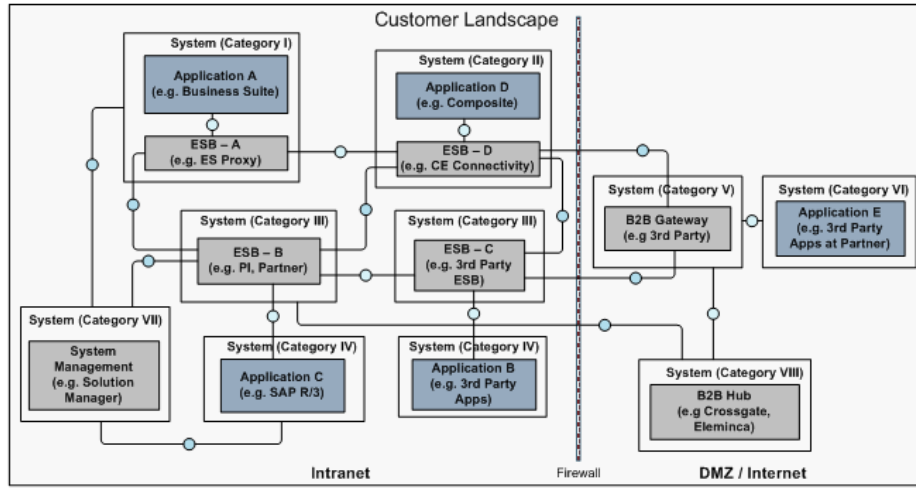 Customer Landscape
System (Category I)
Application A
(e.g. Business Suite)
ESB – A
(e.g. ES Proxy)
System (Category II)
Application D
(e.g. Composite)
ESB – D
(e.g. CE Connectivity)
System (Category III)
ESB – B
(e.g. PI, Partner)
System (Category III)
ESB – C
(e.g. 3rd Party
ESB)
System (Category V)
B2B Gateway
(e.g 3rd Party)
System (Category VI)
Application E
(e.g. 3rd Party
Apps at Partner)
System (Category VII)
System
Management
(e.g. Solution
Manager)
System (Category IV)
Application C
(e.g. SAP R/3)
System (Category IV)
Application B
(e.g. 3rd Party
Apps)
System (Category VIII)
B2B Hub
(e.g Crossgate,
Eleminca)
Intranet
Firewall
DMZ / Internet